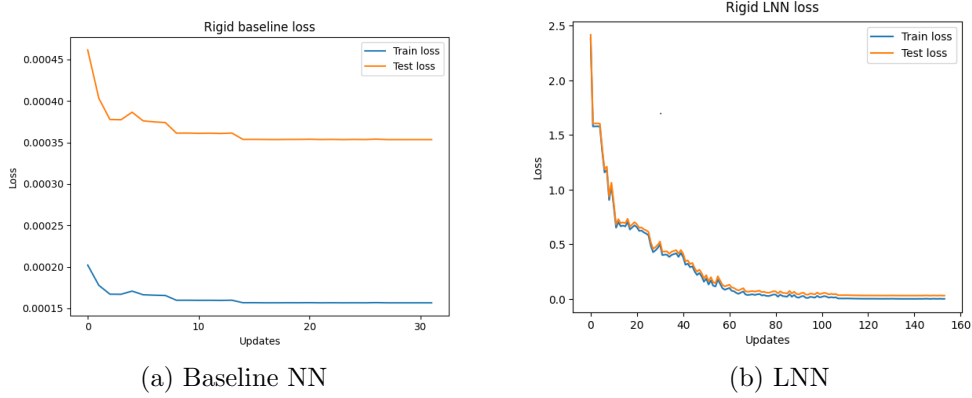 Rigid baseline loss
Train loss
Test loss
0.00045
0.00040
0.00035
0.00030
0.00025
0.00020
0.00015
Loss
0 10 20 30
Updates
(a) Baseline NN
Rigid LNN loss
Train loss
Test loss
2.5
2.0
1.5
1.0
0.5
0.0
Loss
0 20 40 60 80 100 120 140 160
Updates
(b) LNN